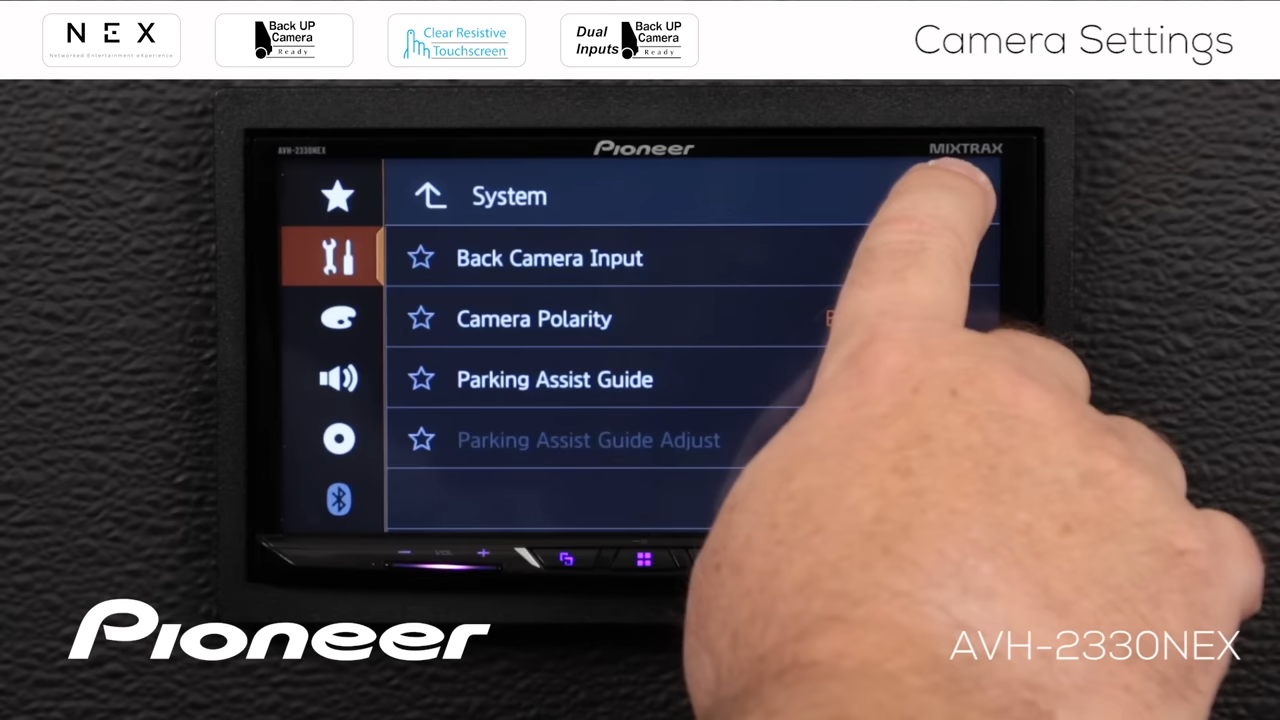 N E X
Networked Entertainment eXperience
Back UP
Camera
Ready
Clear Resistive
Touchscreen
Dual
Inputs
Back UP
Camera
Ready
Camera Settings
AVH-2330NEX
Pioneer
MIXTRAX
System
Back Camera Input
Camera Polarity
Parking Assist Guide
Parking Assist Guide Adjust
VOL
Pioneer
AVH-2330NEX